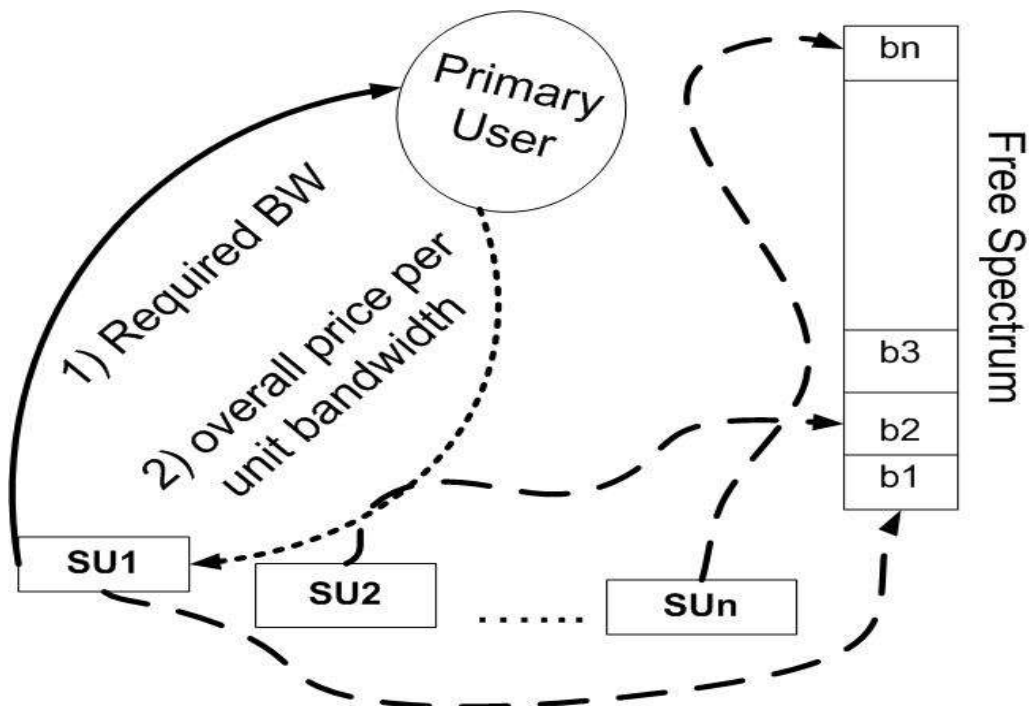 Primary
User
1) Required BW
2) overall price per
unit bandwidth
SU1
SU2
......
SUn
bn
b3
b2
b1
Free Spectrum